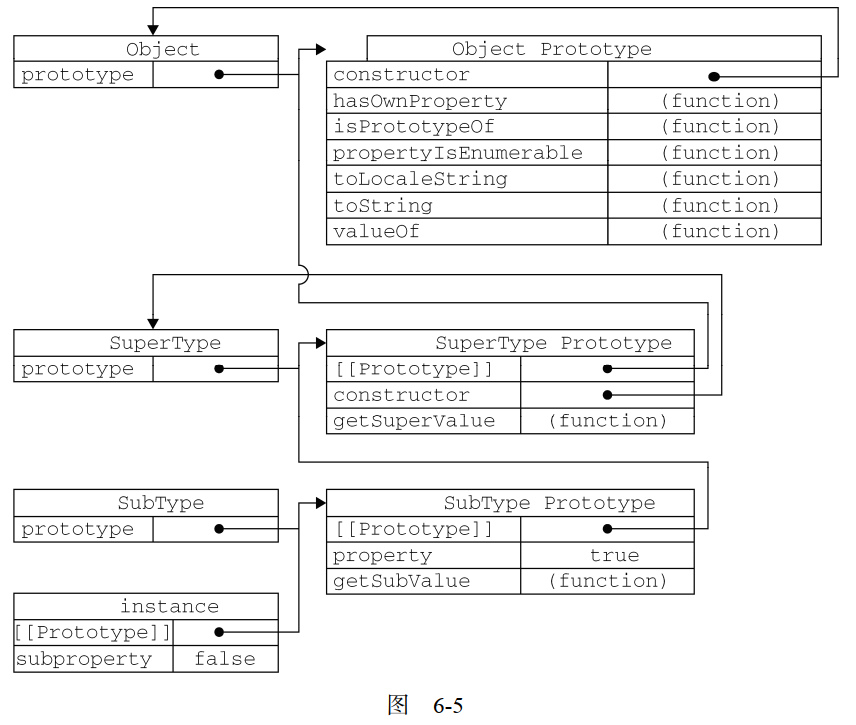 Object
prototype
Object Prototype
constructor
hasOwnProperty (function)
isPrototypeOf (function)
propertyIsEnumerable (function)
toLocaleString (function)
toString (function)
valueOf (function)
SuperType
prototype
SuperType Prototype
[[Prototype]]
constructor
getSuperValue (function)
SubType
prototype
SubType Prototype
[[Prototype]]
property true
getSubValue (function)
instance
[[Prototype]]
subproperty false
图 6-5